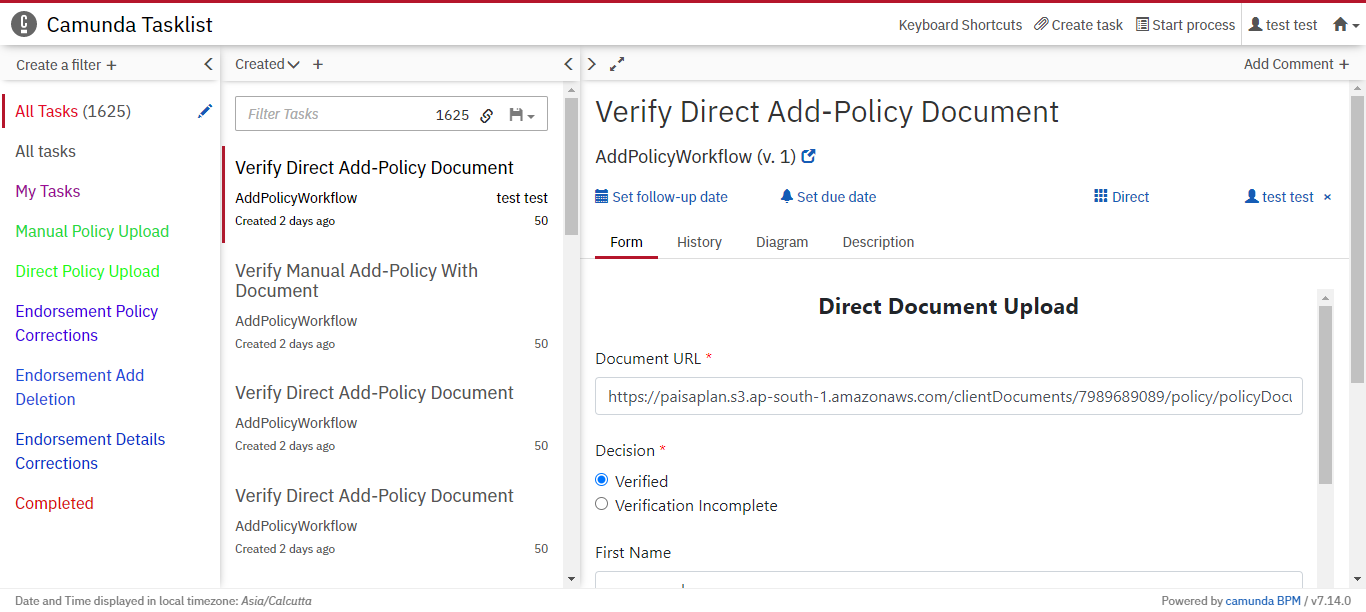 Camunda Tasklist
Keyboard Shortcuts Create task Start process test test
Create a filter +
All Tasks (1625)
All tasks
My Tasks
Manual Policy Upload
Direct Policy Upload
Endorsement Policy
Corrections
Endorsement Add
Deletion
Endorsement Details
Corrections
Completed
Created +
Filter Tasks 1625
Verify Direct Add-Policy Document
AddPolicyWorkflow test test
Created 2 days ago 50
Verify Manual Add-Policy With
Document
AddPolicyWorkflow
Created 2 days ago 50
Verify Direct Add-Policy Document
AddPolicyWorkflow
Created 2 days ago 50
Verify Direct Add-Policy Document
AddPolicyWorkflow
Created 2 days ago 50
Add Comment +
Verify Direct Add-Policy Document
AddPolicyWorkflow (v. 1)
Set follow-up date Set due date Direct test test ×
Form History Diagram Description
Direct Document Upload
Document URL *
https://paisaplan.s3.ap-south-1.amazonaws.com/clientDocuments/7989689089/policy/policyDocu
Decision *
Verified
Verification Incomplete
First Name
Date and Time displayed in local timezone: Asia/Calcutta
Powered by camunda BPM / v7.14.0